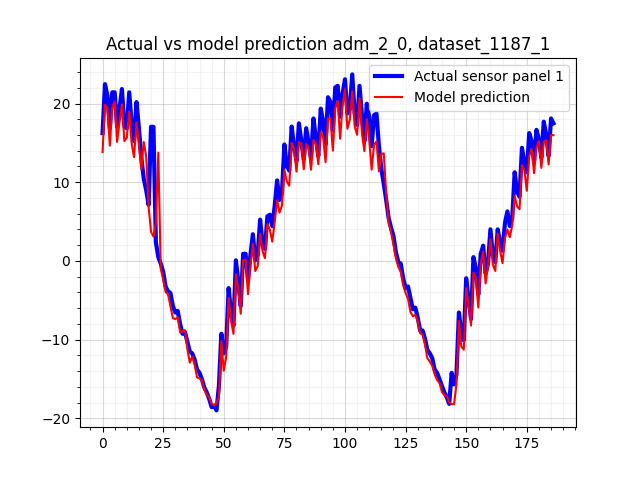 Actual vs model prediction adm_2_0, dataset_1187_1
Actual sensor panel 1
Model prediction
20
10
0
−10
−20
0 25 50 75 100 125 150 175